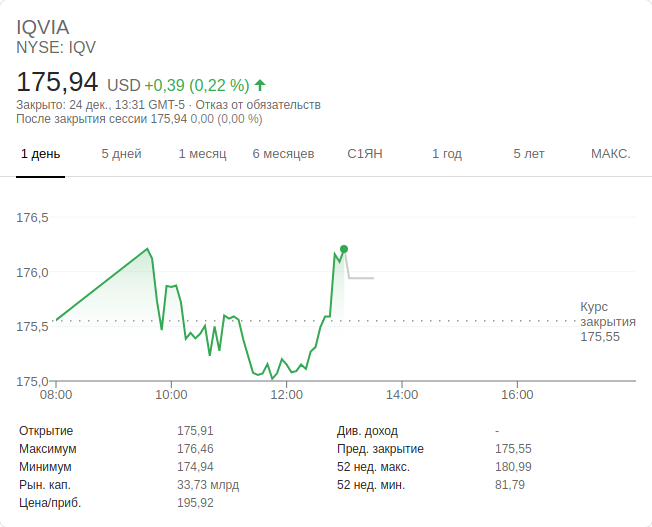 IQVIA
NYSE: IQV
175,94 USD +0,39 (0,22 %)
Закрыто: 24 дек., 13:31 GMT-5 · Отказ от обязательств
После закрытия сессии 175,94 0,00 (0,00 %)
1 день 5 дней 1 месяц 6 месяцев С1ЯН 1 год 5 лет МАКС.
176,5
176,0
175,5
175,0
Курс
закрытия
175,55
08:00 10:00 12:00 14:00 16:00
Открытие 175,91 Див. доход -
Максимум 176,46 Пред. закрытие 175,55
Минимум 174,94 52 нед. макс. 180,99
Рын. кап. 33,73 млрд 52 нед. мин. 81,79
Цена/приб. 195,92